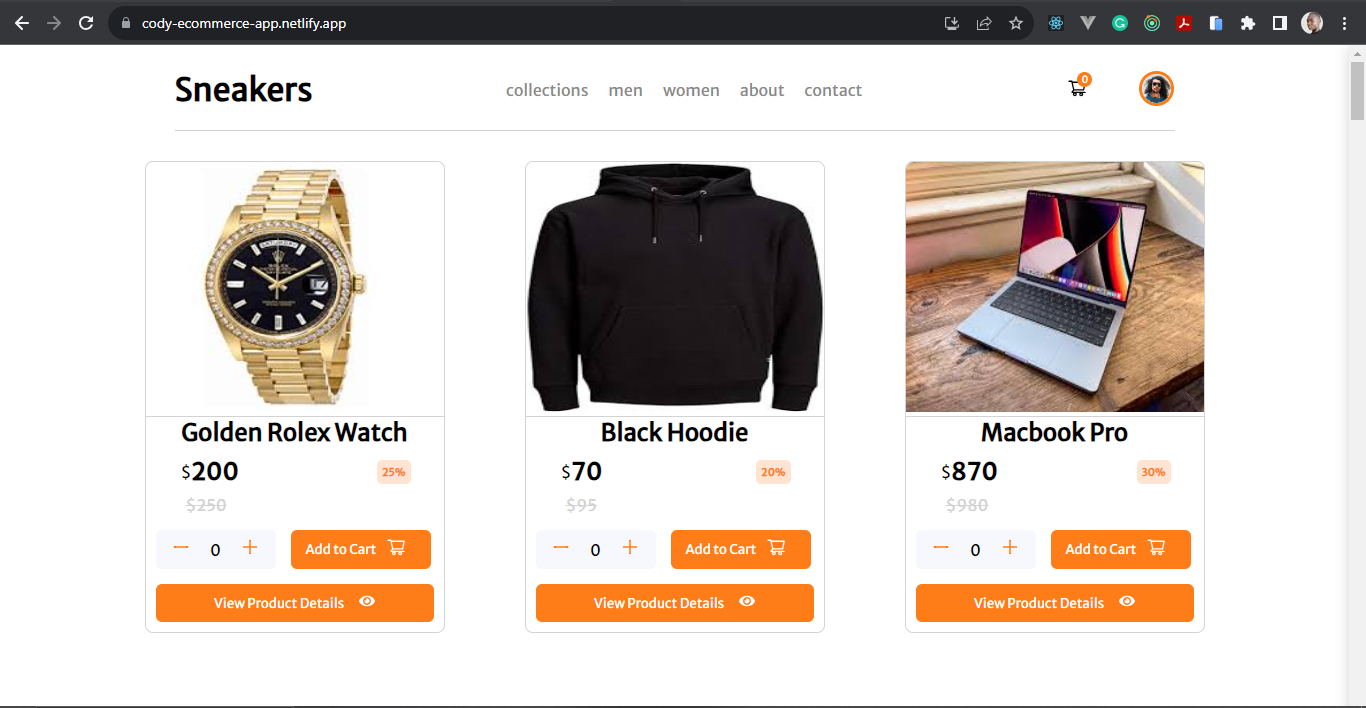 cody-ecommerce-app.netlify.app
Sneakers
collections men women about contact
0
SATURDAY
ROLEX
Golden Rolex Watch
$200 25%
$250
0 Add to Cart
View Product Details
Black Hoodie
$70 20%
$95
0 Add to Cart
View Product Details
Macbook Pro
$870 30%
$980
0 Add to Cart
View Product Details